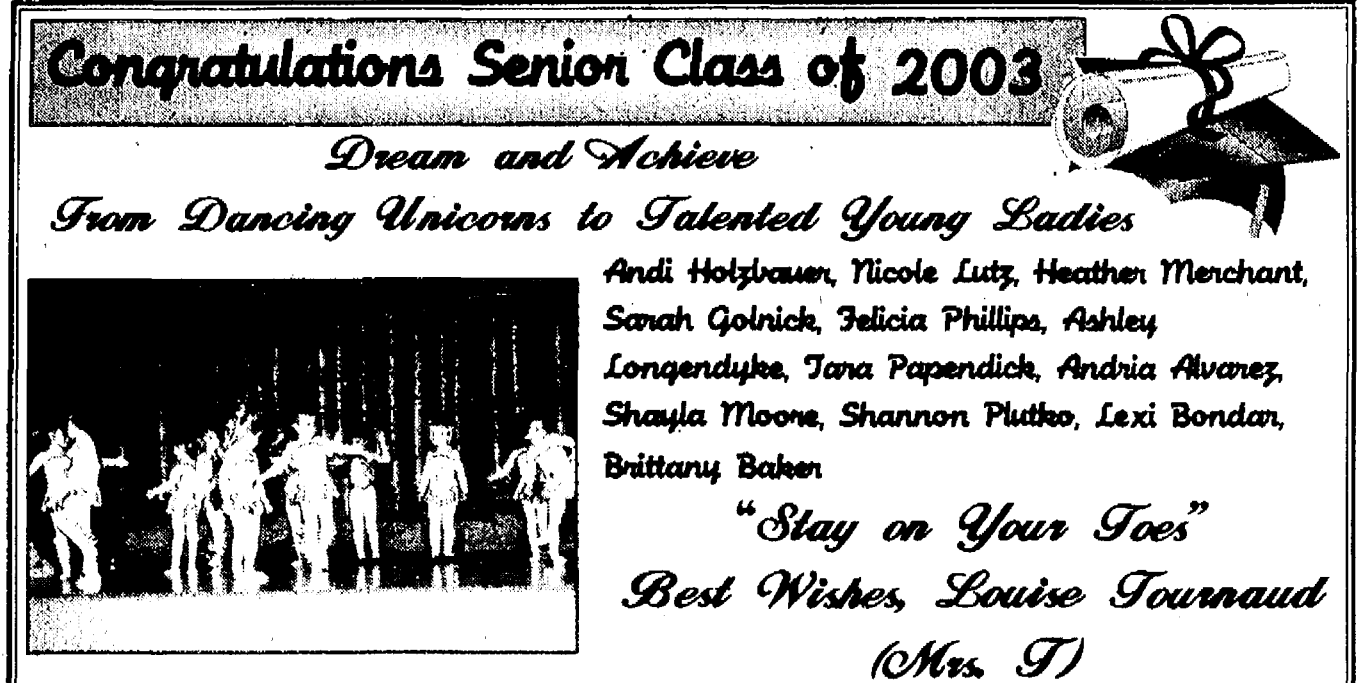 Congratulations Senior Class of 2003
Dream and Achieve
From Dancing Unicorns to Talented Young Ladies
Andi Holzbauer, Nicole Lutz, Heather Merchant,
Sarah Golnick, Felicia Phillips, Ashley
Longendyke, Tara Papendick, Andria Alvarez,
Shayla Moore, Shannon Plutko, Lexi Bondar,
Brittany Baker
"Stay on Your Toes"
Best Wishes, Louise Tournaud
(Mrs. T)